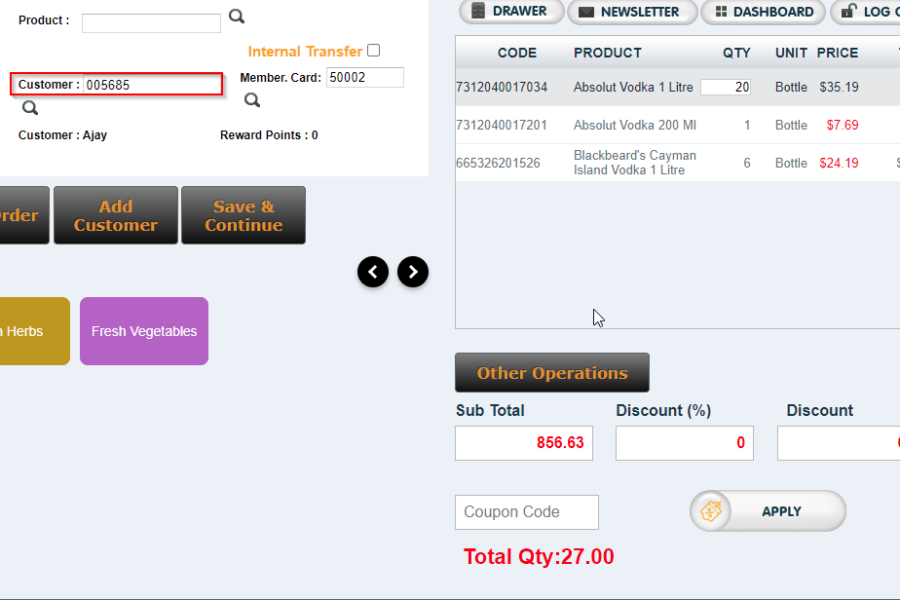 Product :
Internal Transfer
Customer : 005685
Member. Card: 50002
Customer : Ajay
Reward Points : 0
rder
Add
Customer
Save &
Continue
n Herbs
Fresh Vegetables
DRAWER
NEWSLETTER
DASHBOARD
LOG O
CODE PRODUCT QTY UNIT PRICE
7312040017034 Absolut Vodka 1 Litre 20 Bottle $35.19
7312040017201 Absolut Vodka 200 Ml 1 Bottle $7.69
665326201526 Blackbeard's Cayman
Island Vodka 1 Litre 6 Bottle $24.19
Other Operations
Sub Total Discount (%) Discount
856.63 0
Coupon Code
APPLY
Total Qty:27.00